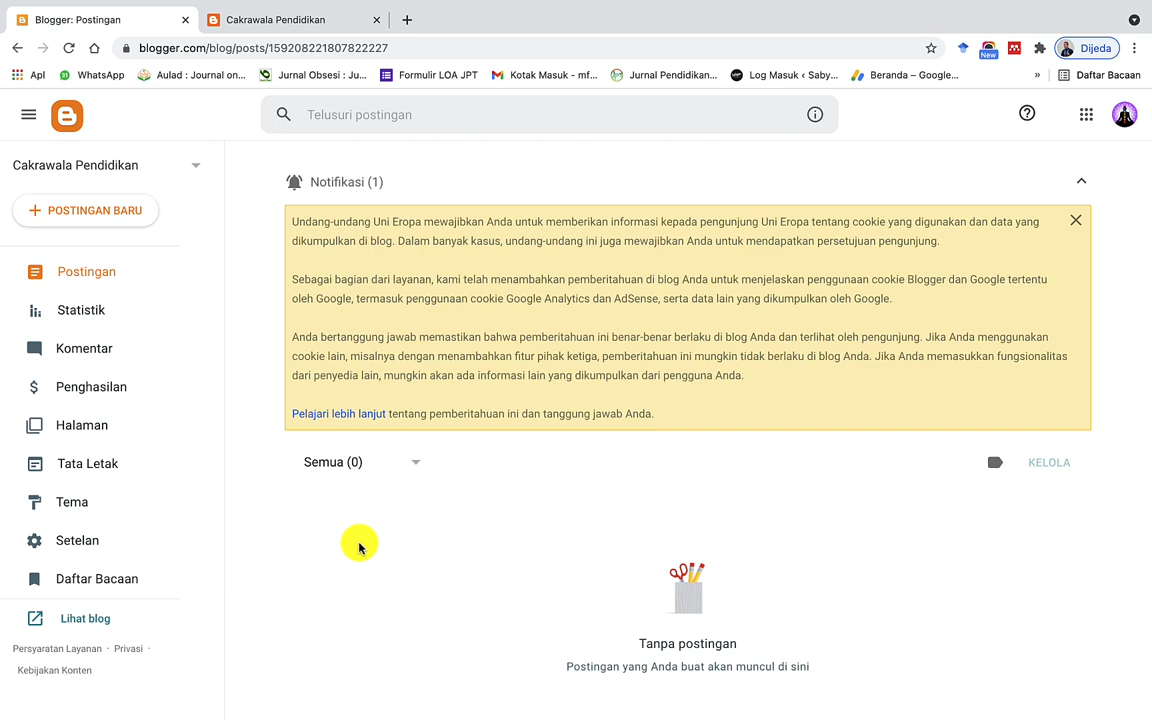 Blogger: Postingan
Cakrawala Pendidikan
blogger.com/blog/posts/159208221807822227
New
Dijeda
Apl
WhatsApp
Aulad : Journal on...
Jurnal Obsesi : Ju...
Formulir LOA JPT
Kotak Masuk - mf...
Jurnal Pendidikan...
Log Masuk ‹ Saby...
Beranda – Google...
»
Daftar Bacaan
Telusuri postingan
Cakrawala Pendidikan
+ POSTINGAN BARU
Postingan
Statistik
Komentar
Penghasilan
Halaman
Tata Letak
Tema
Setelan
Daftar Bacaan
Lihat blog
Persyaratan Layanan · Privasi ·
Kebijakan Konten
Notifikasi (1)
Undang-undang Uni Eropa mewajibkan Anda untuk memberikan informasi kepada pengunjung Uni Eropa tentang cookie yang digunakan dan data yang
dikumpulkan di blog. Dalam banyak kasus, undang-undang ini juga mewajibkan Anda untuk mendapatkan persetujuan pengunjung.
Sebagai bagian dari layanan, kami telah menambahkan pemberitahuan di blog Anda untuk menjelaskan penggunaan cookie Blogger dan Google tertentu
oleh Google, termasuk penggunaan cookie Google Analytics dan AdSense, serta data lain yang dikumpulkan oleh Google.
Anda bertanggung jawab memastikan bahwa pemberitahuan ini benar-benar berlaku di blog Anda dan terlihat oleh pengunjung. Jika Anda menggunakan
cookie lain, misalnya dengan menambahkan fitur pihak ketiga, pemberitahuan ini mungkin tidak berlaku di blog Anda. Jika Anda memasukkan fungsionalitas
dari penyedia lain, mungkin akan ada informasi lain yang dikumpulkan dari pengguna Anda.
Pelajari lebih lanjut tentang pemberitahuan ini dan tanggung jawab Anda.
Semua (0)
KELOLA
Tanpa postingan
Postingan yang Anda buat akan muncul di sini